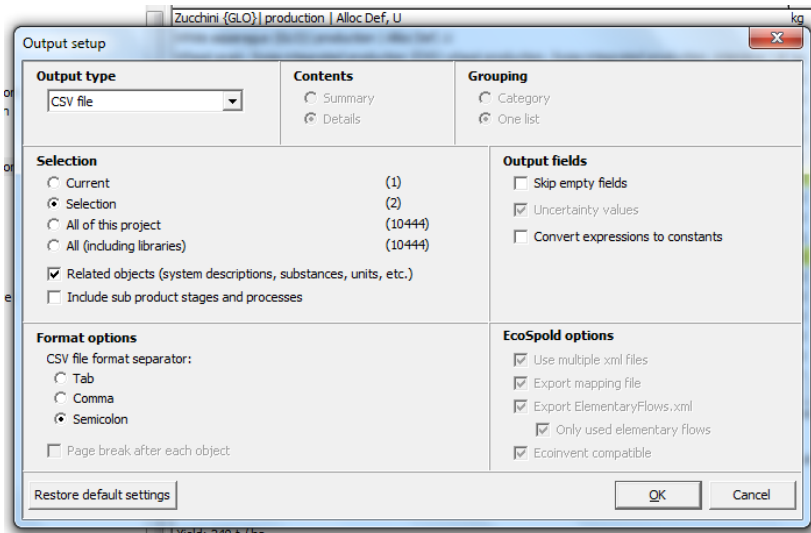 Zucchini {GLO}| production | Alloc Def, U kg
Output setup
Output type
CSV file
Contents
Summary
Details
Grouping
Category
One list
Selection
Current (1)
Selection (2)
All of this project (10444)
All (including libraries) (10444)
Related objects (system descriptions, substances, units, etc.)
Include sub product stages and processes
Output fields
Skip empty fields
Uncertainty values
Convert expressions to constants
Format options
CSV file format separator:
Tab
Comma
Semicolon
Page break after each object
EcoSpold options
Use multiple xml files
Export mapping file
Export ElementaryFlows.xml
Only used elementary flows
Ecoinvent compatible
Restore default settings
OK
Cancel